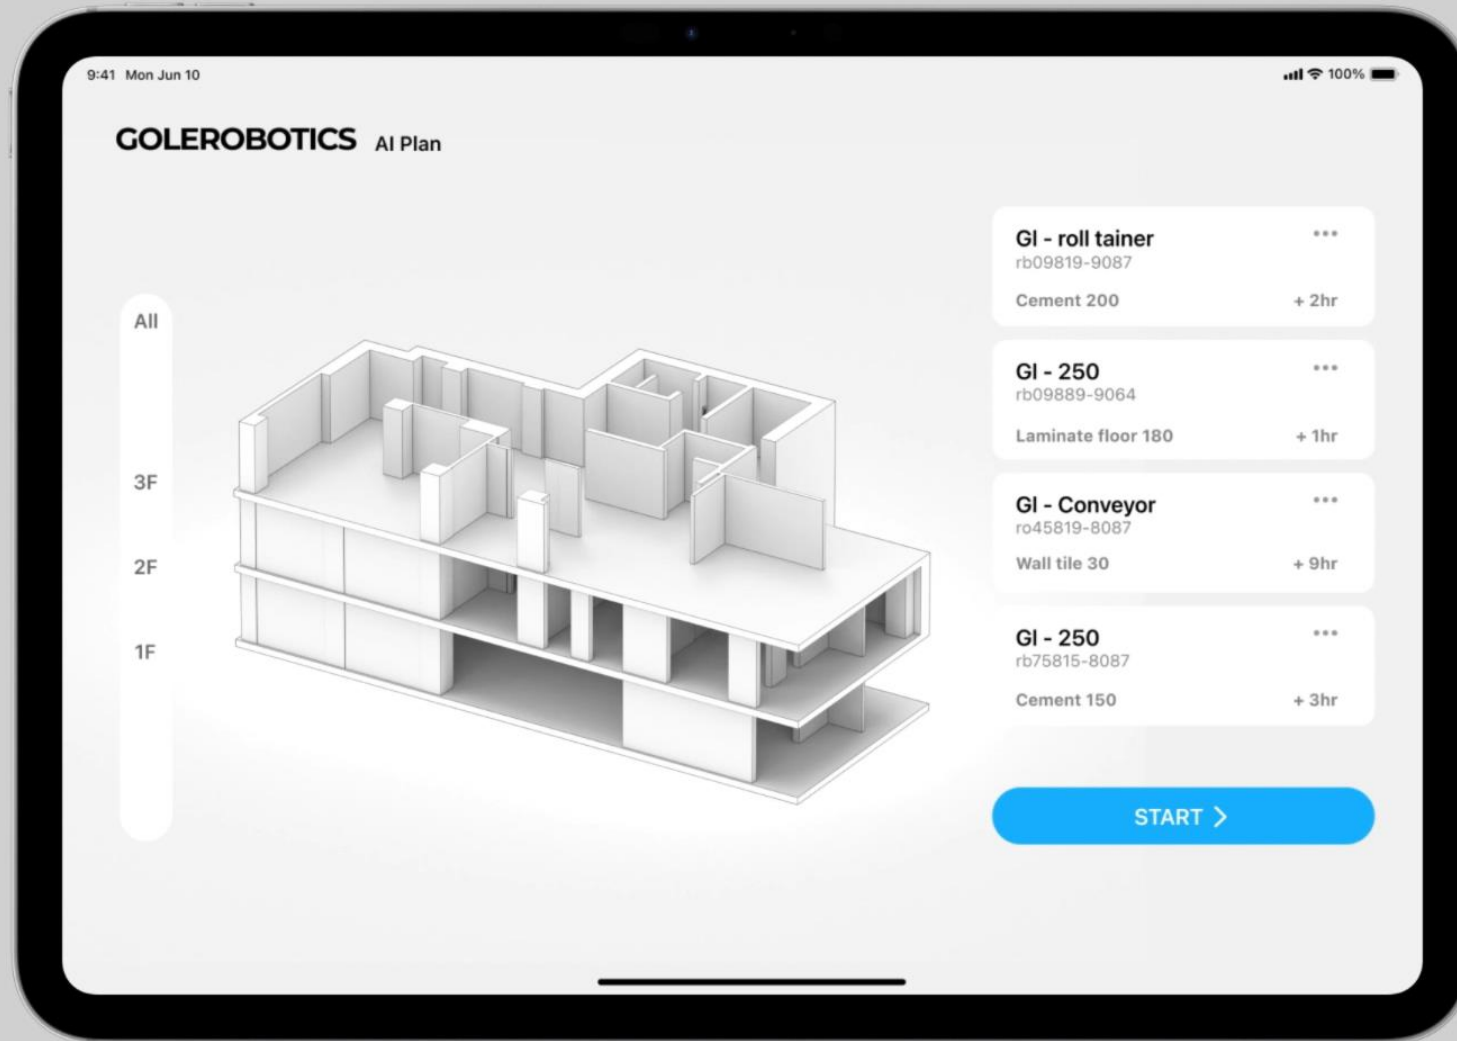 9:41 Mon Jun 10
100%
GOLEROBOTICS AI Plan
All
3F
2F
1F
GI - roll tainer
rb09819-9087
Cement 200 + 2hr
GI - 250
rb09889-9064
Laminate floor 180 + 1hr
GI - Conveyor
ro45819-8087
Wall tile 30 + 9hr
GI - 250
rb75815-8087
Cement 150 + 3hr
START